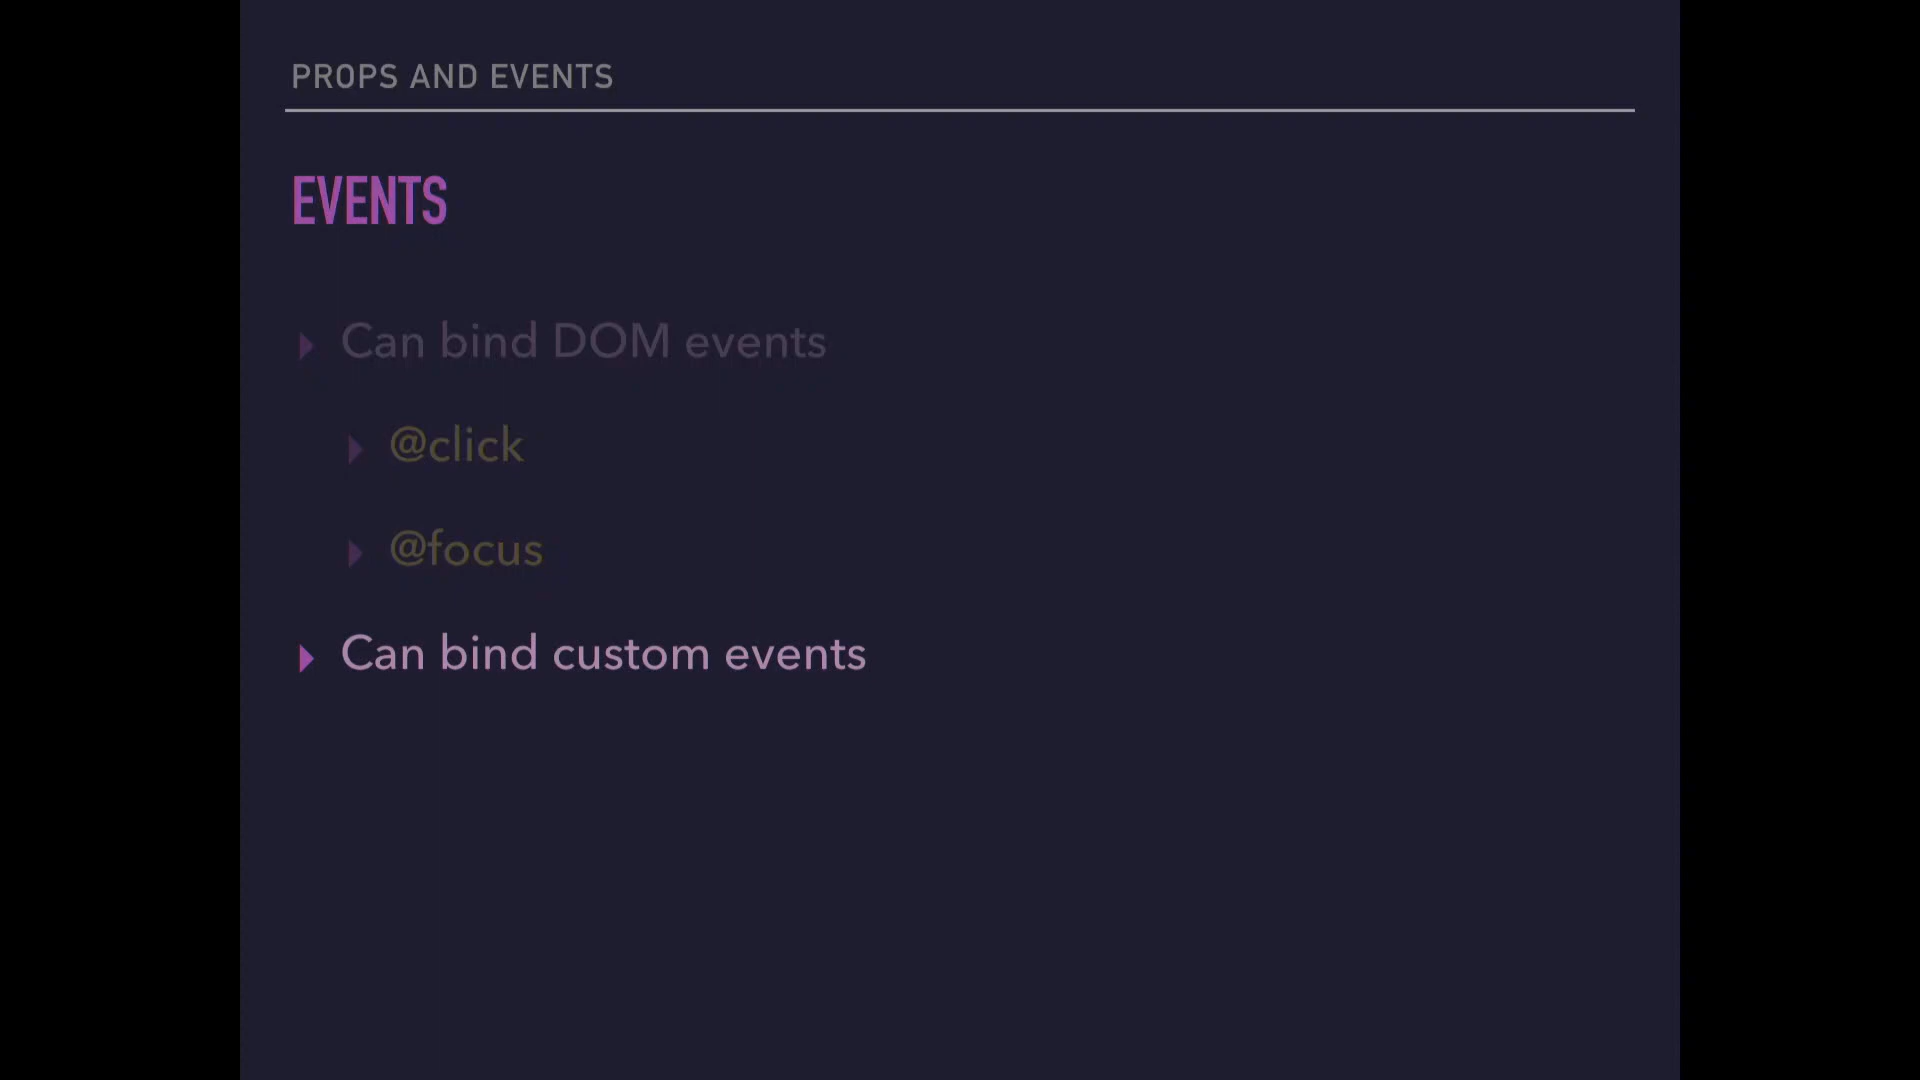 PROPS AND EVENTS
EVENTS
Can bind DOM events
@click
@focus
Can bind custom events